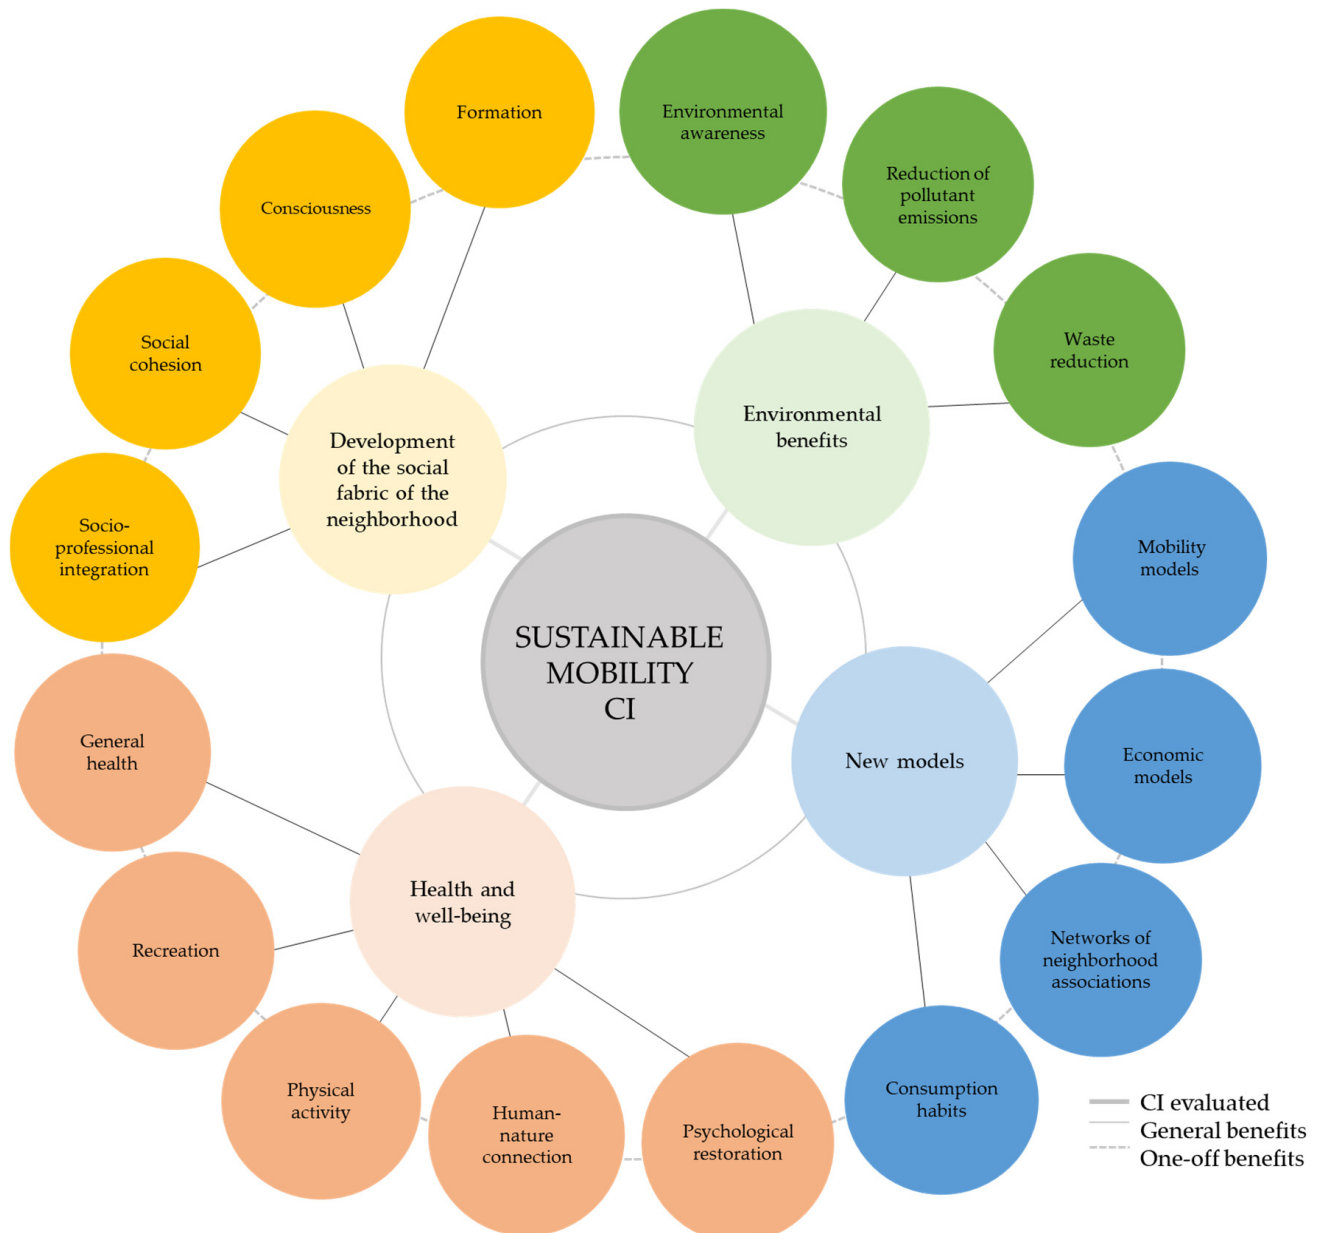 Formation
Environmental
awareness
Reduction of
pollutant
emissions
Consciousness
Waste
reduction
Social
cohesion
Environmental
benefits
Development
of the social
fabric of the
neighborhood
Socio-
professional
integration
Mobility
models
SUSTAINABLE
MOBILITY
CI
General
health
New models
Economic
models
Health and
well-being
Recreation
Networks of
neighborhood
associations
Physical
activity
Human-
nature
connection
Psychological
restoration
Consumption
habits
CI evaluated
General benefits
One-off benefits